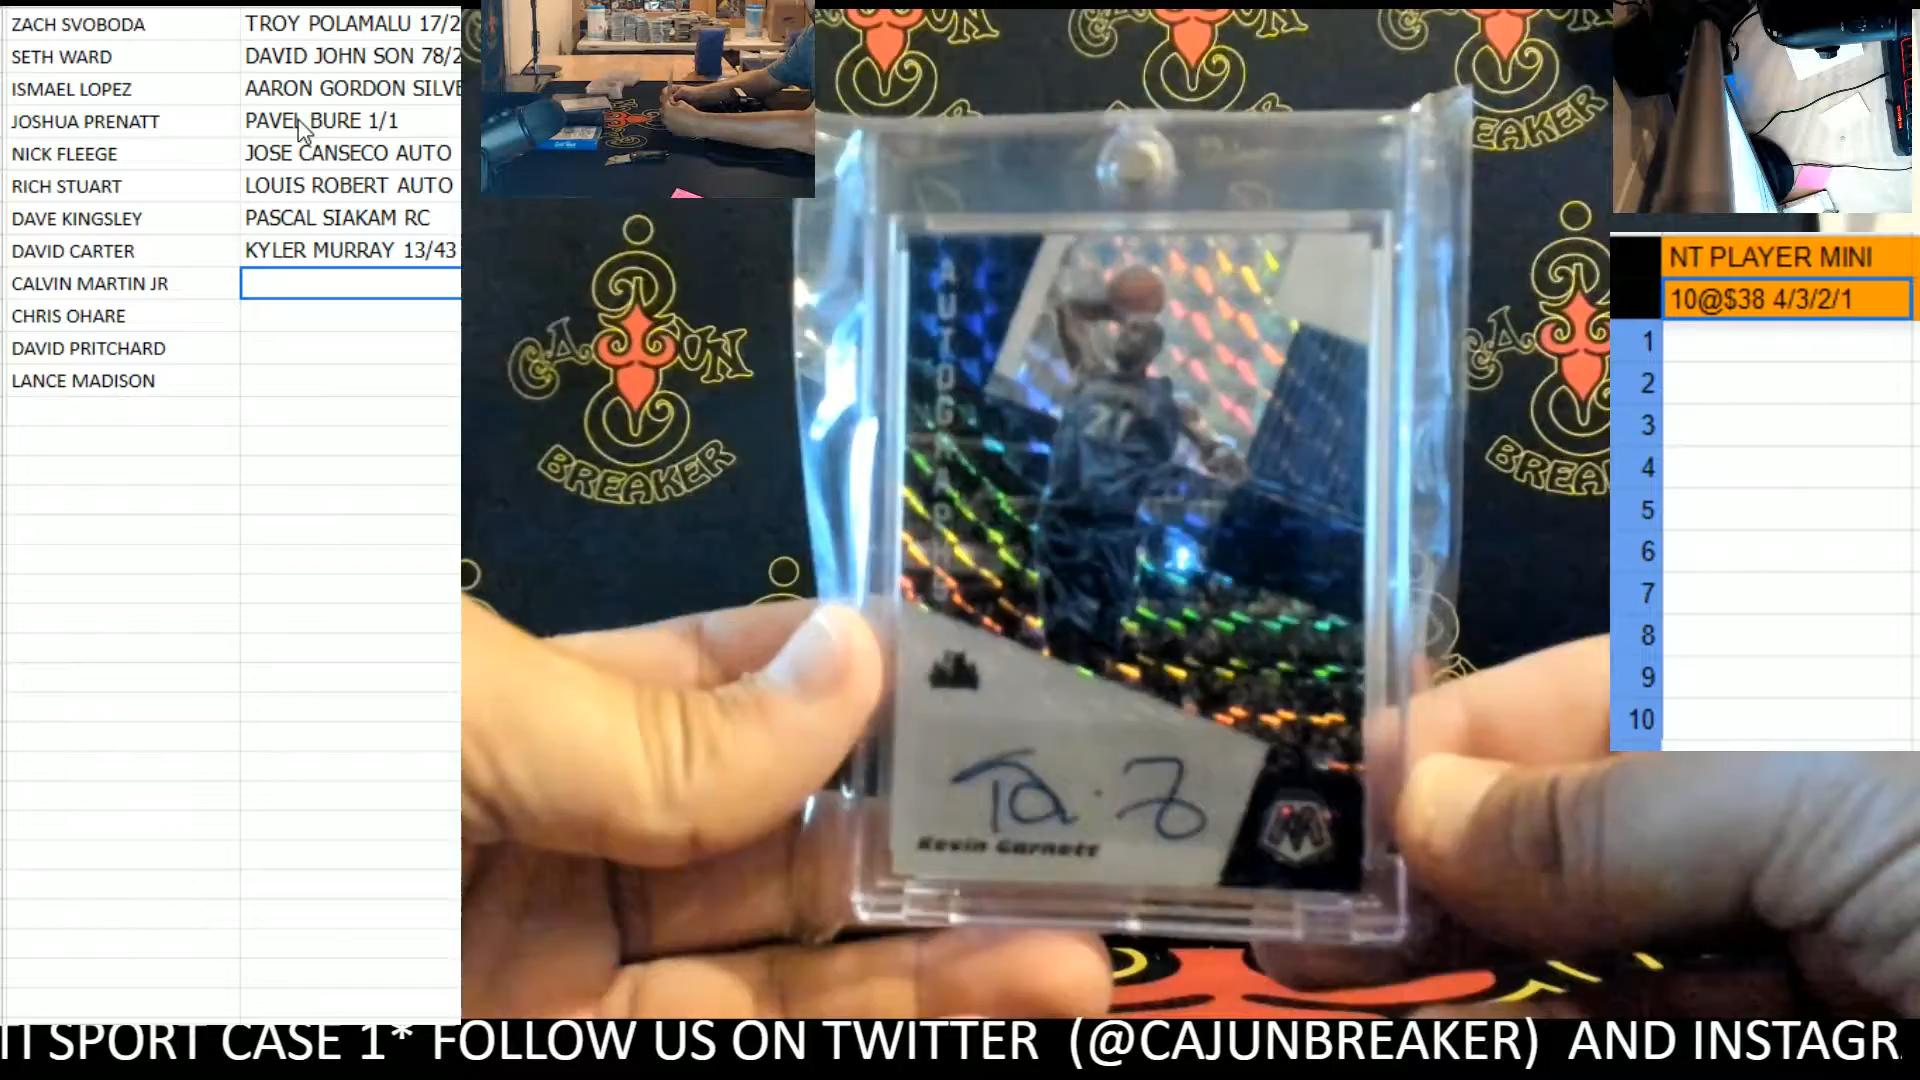 ZACH SVOBODA TROY POLAMALU 17/2
SETH WARD DAVID JOHN SON 78/2
ISMAEL LOPEZ AARON GORDON SILVE
JOSHUA PRENATT PAVEL BURE 1/1
NICK FLEEGE JOSE CANSECO AUTO
RICH STUART LOUIS ROBERT AUTO
DAVE KINGSLEY PASCAL SIAKAM RC
DAVID CARTER KYLER MURRAY 13/43
CALVIN MARTIN JR
CHRIS OHARE
DAVID PRITCHARD
LANCE MADISON
CAJUN
BREAKER
BREAKER
BREA
AUTOGRAPHS
21
Kevin Garnett
NT PLAYER MINI
10@$38 4/3/2/1
1
2
3
4
5
6
7
8
9
10
TI SPORT CASE 1* FOLLOW US ON TWITTER (@CAJUNBREAKER) AND INSTAGR